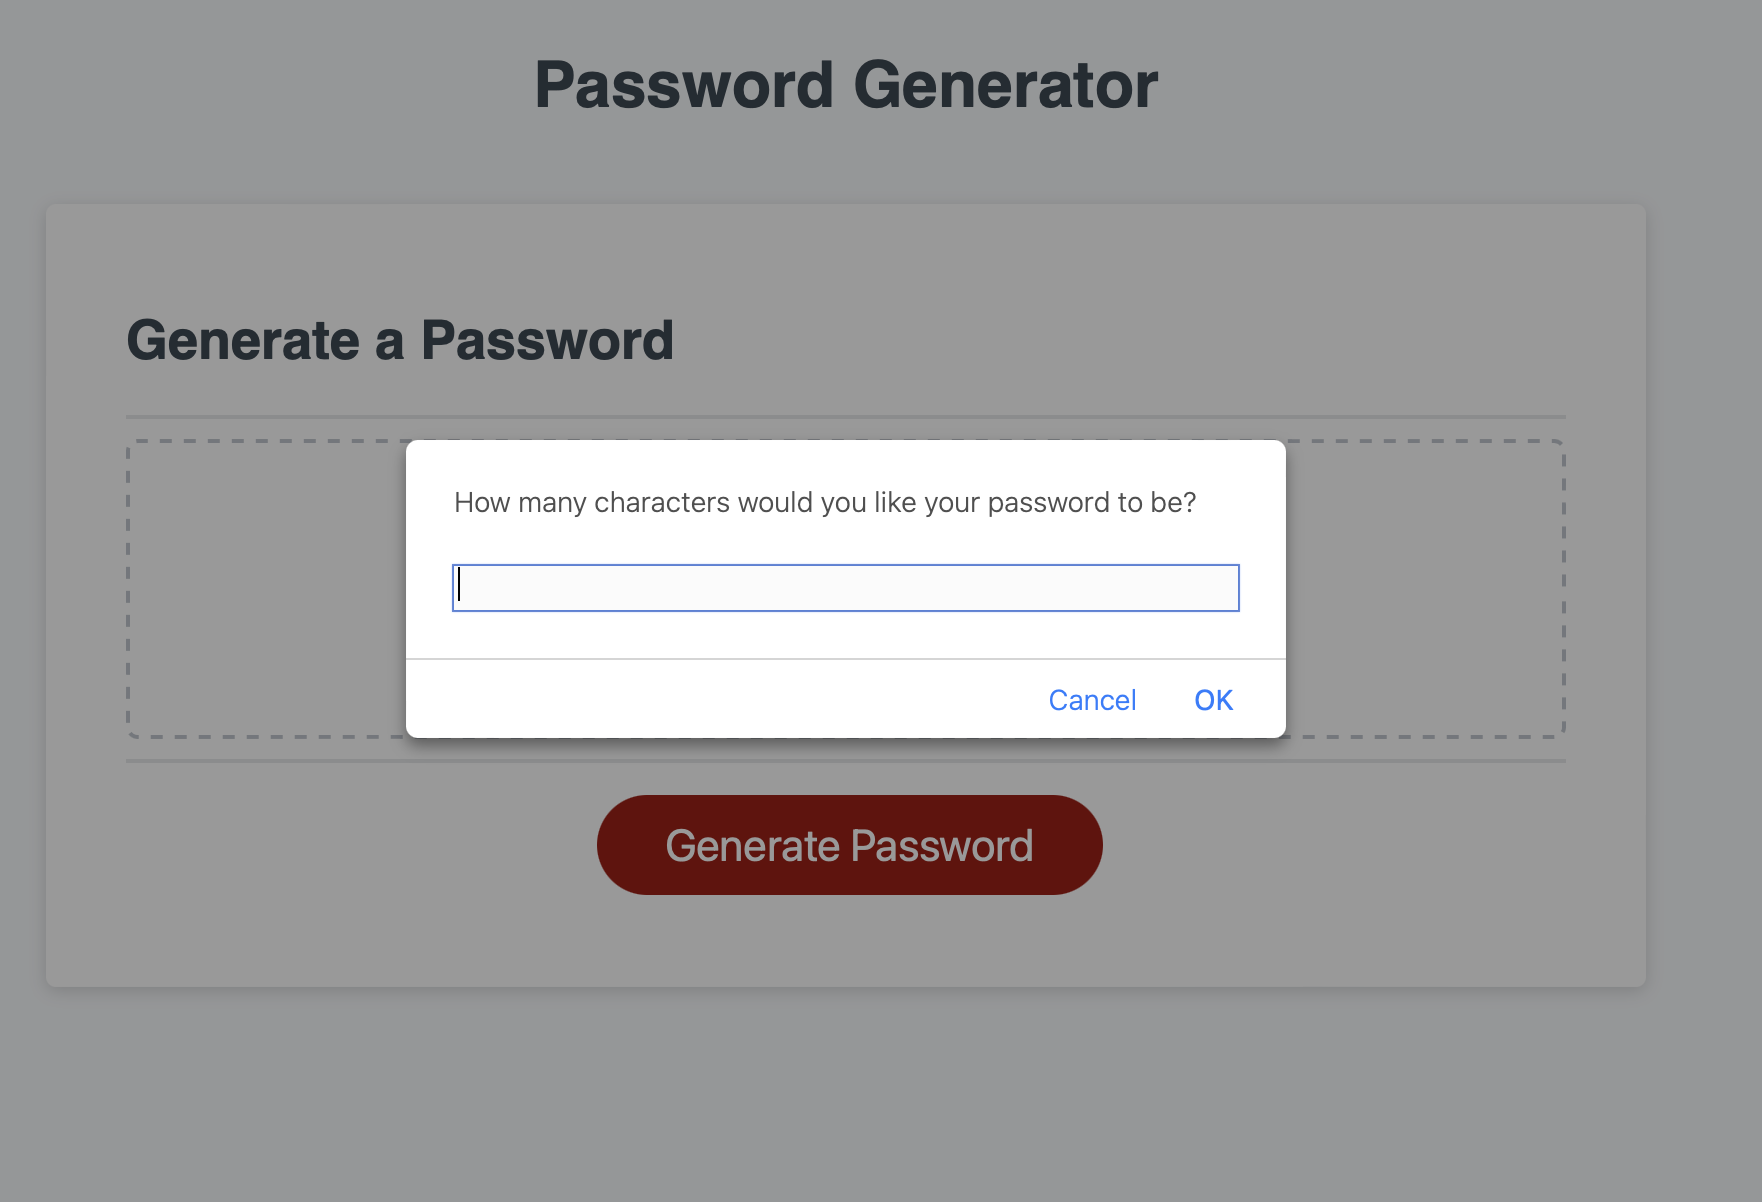 Password Generator
Generate a Password
How many characters would you like your password to be?
Cancel OK
Generate Password